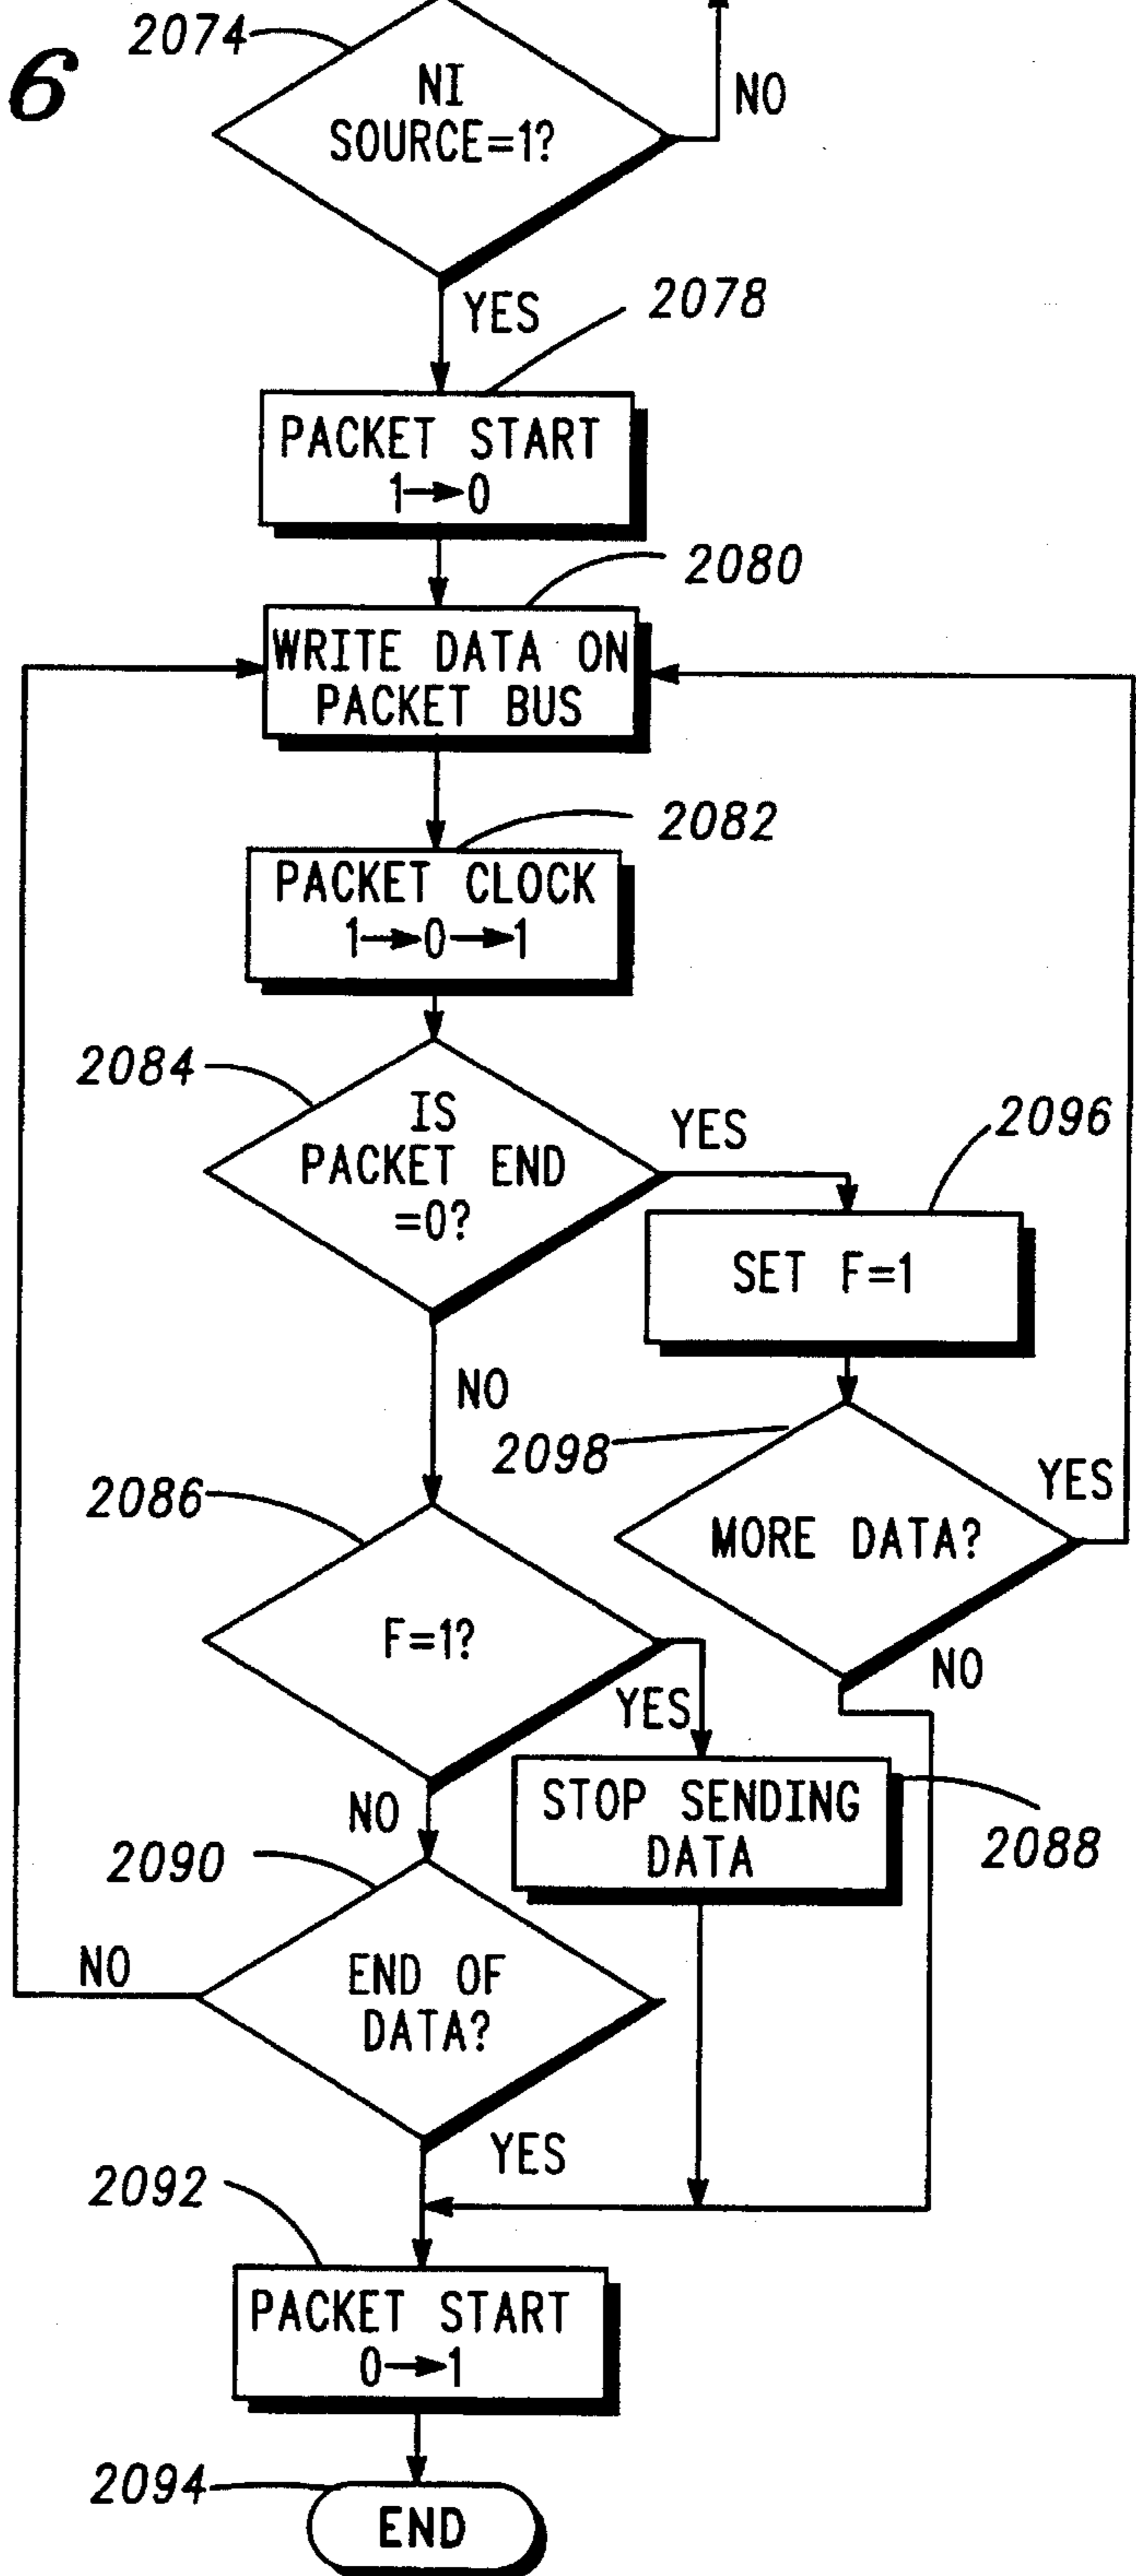 6
2074
NI
SOURCE=1?
NO
YES
2078
PACKET START
1→0
2080
WRITE DATA ON
PACKET BUS
2082
PACKET CLOCK
1→0→1
2084
IS
PACKET END
=0?
YES
2096
SET F=1
NO
2098
YES
2086
MORE DATA?
F=1?
NO
YES
STOP SENDING
DATA
2088
NO
2090
NO
END OF
DATA?
YES
2092
PACKET START
0→1
2094
END